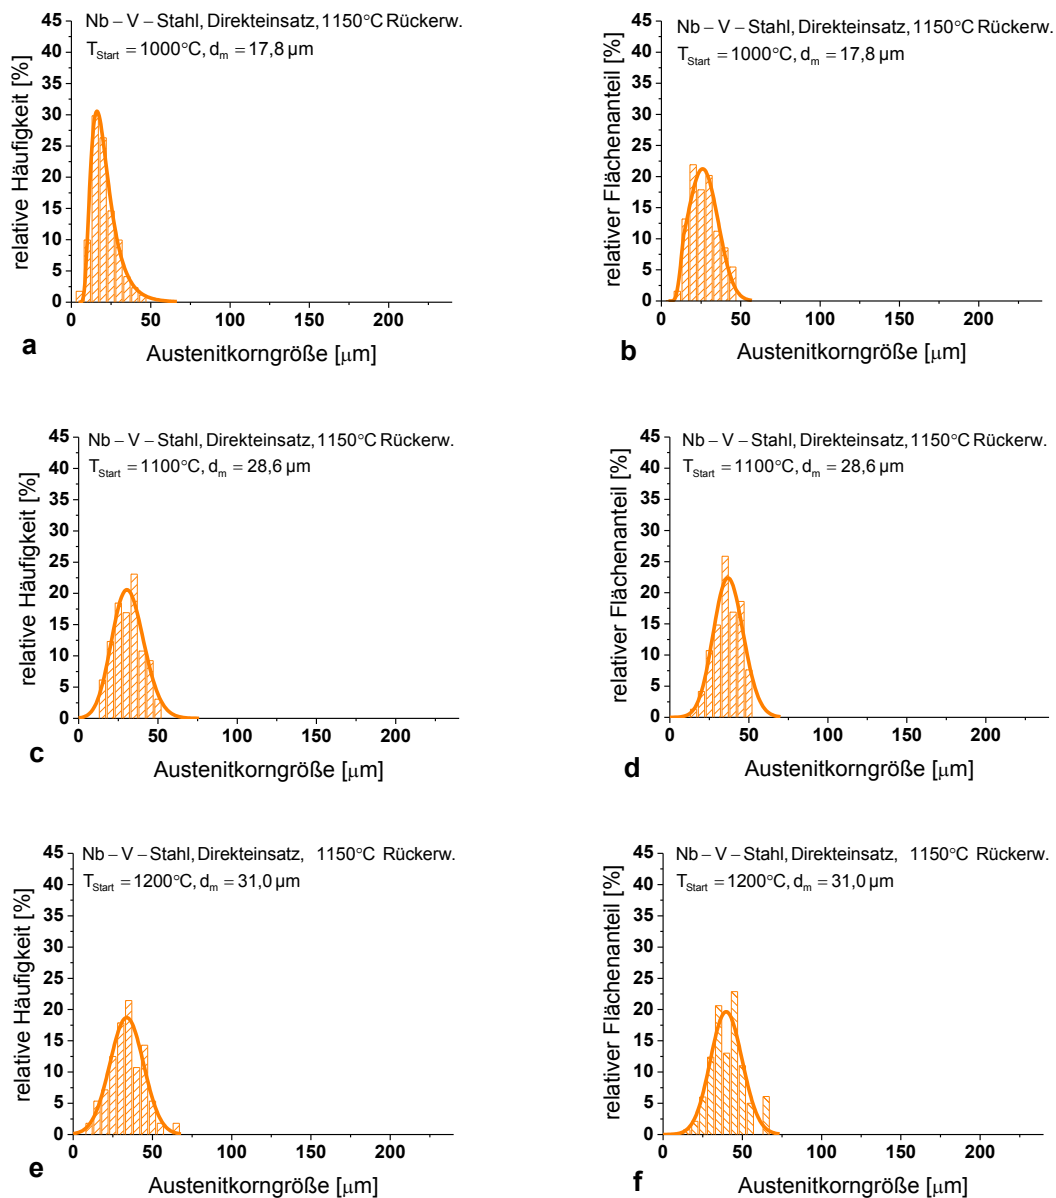 Nb – V – Stahl, Direkteinsatz, 1150°C Rückerw.
T_Start = 1000°C, d_m = 17,8 µm
relative Häufigkeit [%]
45
40
35
30
25
20
15
10
5
0
0 50 100 150 200
Austenitkorngröße [µm]
a
Nb – V – Stahl, Direkteinsatz, 1150°C Rückerw.
T_Start = 1000°C, d_m = 17,8 µm
relativer Flächenanteil [%]
45
40
35
30
25
20
15
10
5
0
0 50 100 150 200
Austenitkorngröße [µm]
b
Nb – V – Stahl, Direkteinsatz, 1150°C Rückerw.
T_Start = 1100°C, d_m = 28,6 µm
relative Häufigkeit [%]
45
40
35
30
25
20
15
10
5
0
0 50 100 150 200
Austenitkorngröße [µm]
c
Nb – V – Stahl, Direkteinsatz, 1150°C Rückerw.
T_Start = 1100°C, d_m = 28,6 µm
relativer Flächenanteil [%]
45
40
35
30
25
20
15
10
5
0
0 50 100 150 200
Austenitkorngröße [µm]
d
Nb – V – Stahl, Direkteinsatz, 1150°C Rückerw.
T_Start = 1200°C, d_m = 31,0 µm
relative Häufigkeit [%]
45
40
35
30
25
20
15
10
5
0
0 50 100 150 200
Austenitkorngröße [µm]
e
Nb – V – Stahl, Direkteinsatz, 1150°C Rückerw.
T_Start = 1200°C, d_m = 31,0 µm
relativer Flächenanteil [%]
45
40
35
30
25
20
15
10
5
0
0 50 100 150 200
Austenitkorngröße [µm]
f